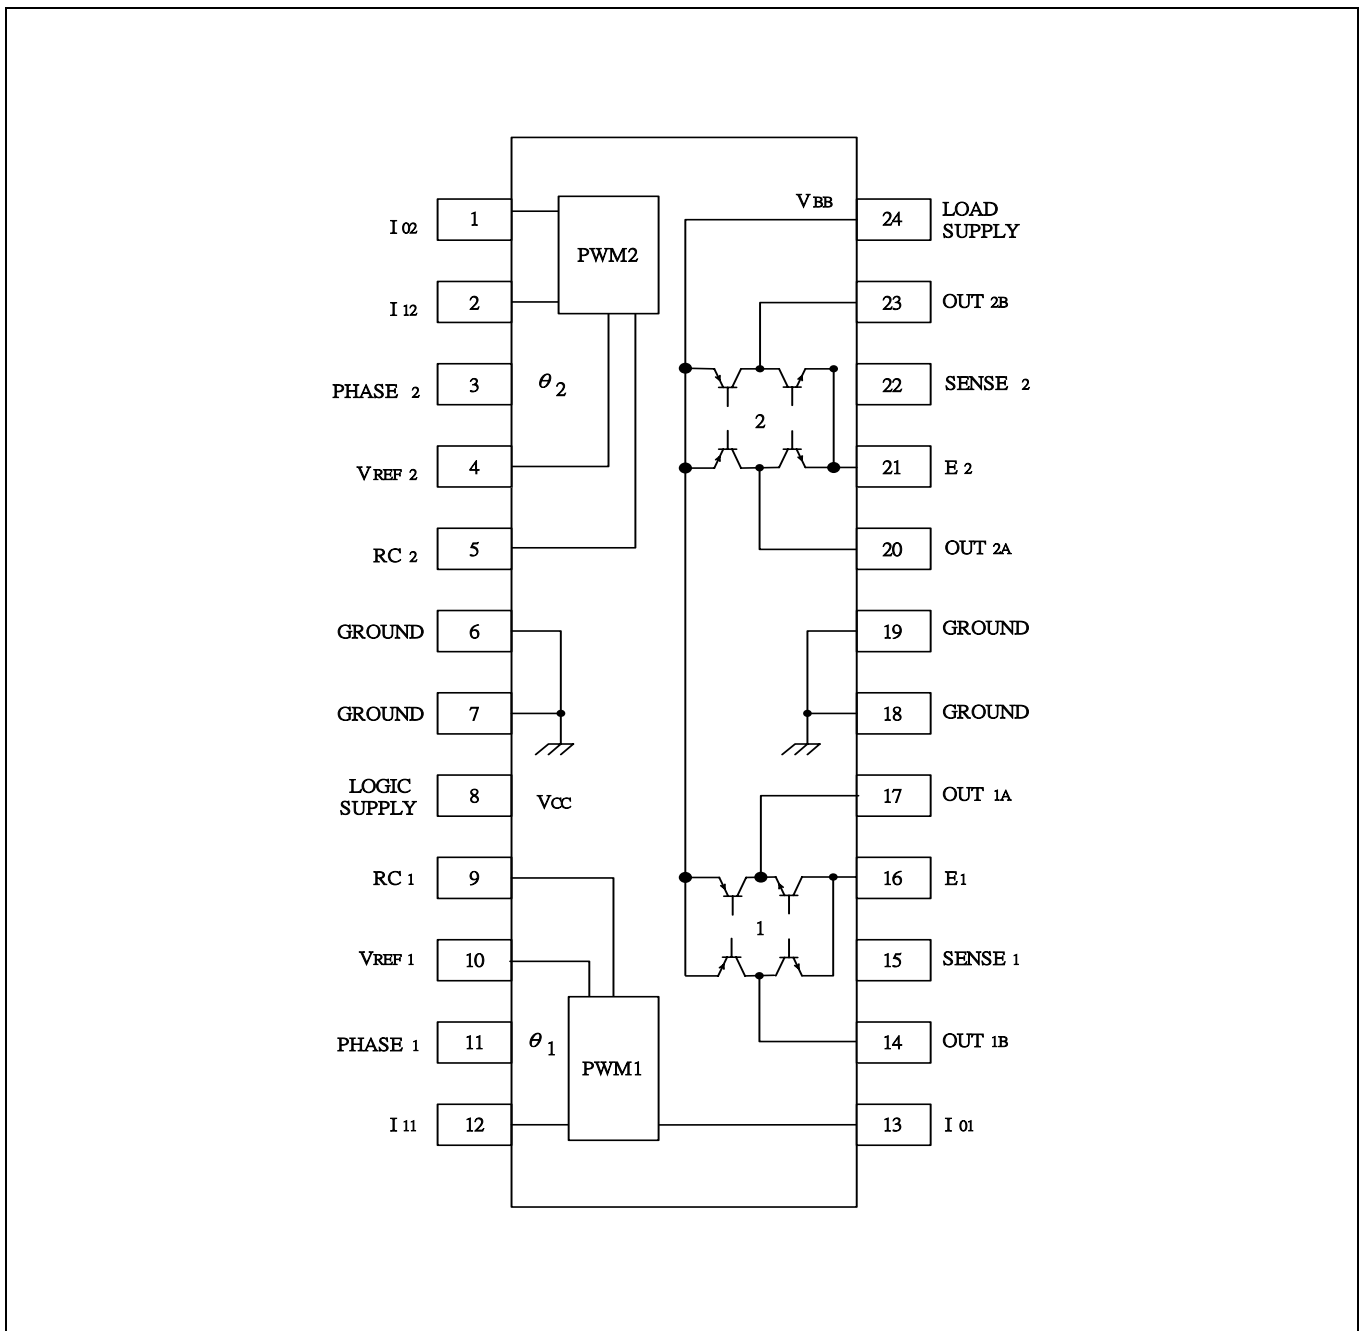 V BB
I 02 1 PWM2 24 LOAD
SUPPLY
I 12 2 23 OUT 2B
PHASE 2 3 θ 2 22 SENSE 2
2
VREF 2 4 21 E 2
RC 2 5 20 OUT 2A
GROUND 6 19 GROUND
GROUND 7 18 GROUND
LOGIC
SUPPLY 8 VCC 17 OUT 1A
RC 1 9 16 E1
1
VREF 1 10 15 SENSE 1
PHASE 1 11 θ 1 14 OUT 1B
PWM1
I 11 12 13 I 01